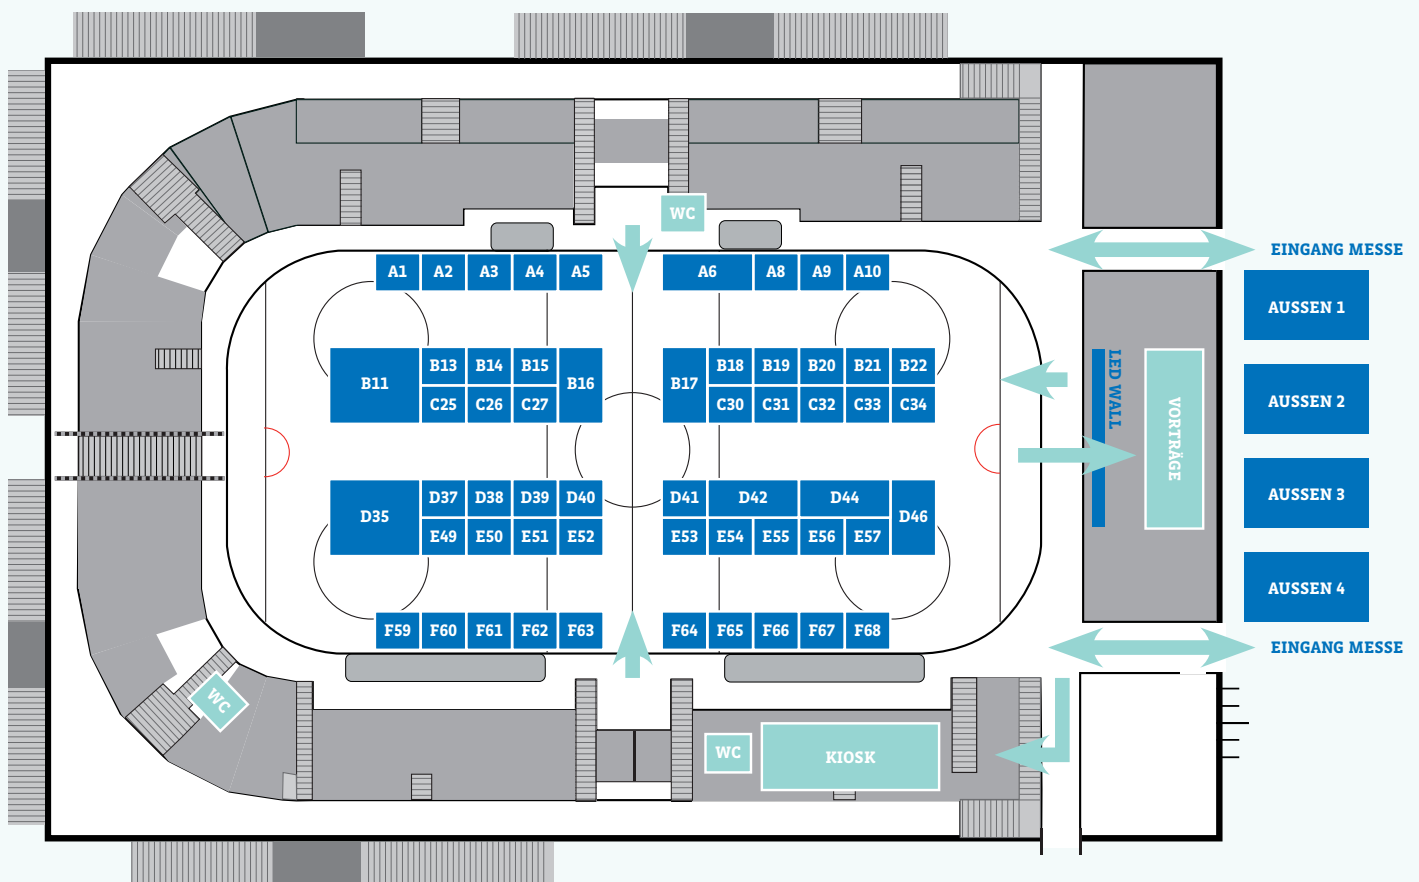 WC
EINGANG MESSE
A1 A2 A3 A4 A5 A6 A8 A9 A10
AUSSEN 1
B11 B13 B14 B15 B16 B17 B18 B19 B20 B21 B22
C25 C26 C27 C30 C31 C32 C33 C34
LED WALL
VORTRÄGE
AUSSEN 2
AUSSEN 3
D35 D37 D38 D39 D40 D41 D42 D44 D46
E49 E50 E51 E52 E53 E54 E55 E56 E57
AUSSEN 4
F59 F60 F61 F62 F63 F64 F65 F66 F67 F68
EINGANG MESSE
WC
WC
KIOSK